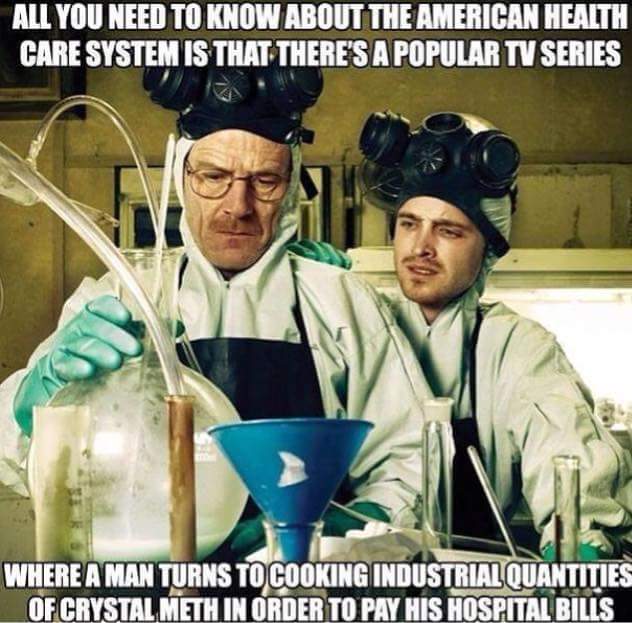 ALL YOU NEED TO KNOW ABOUT THE AMERICAN HEALTH
CARE SYSTEM IS THAT THERE'S A POPULAR TV SERIES
WHERE A MAN TURNS TO COOKING INDUSTRIAL QUANTITIES
OF CRYSTAL METH IN ORDER TO PAY HIS HOSPITAL BILLS